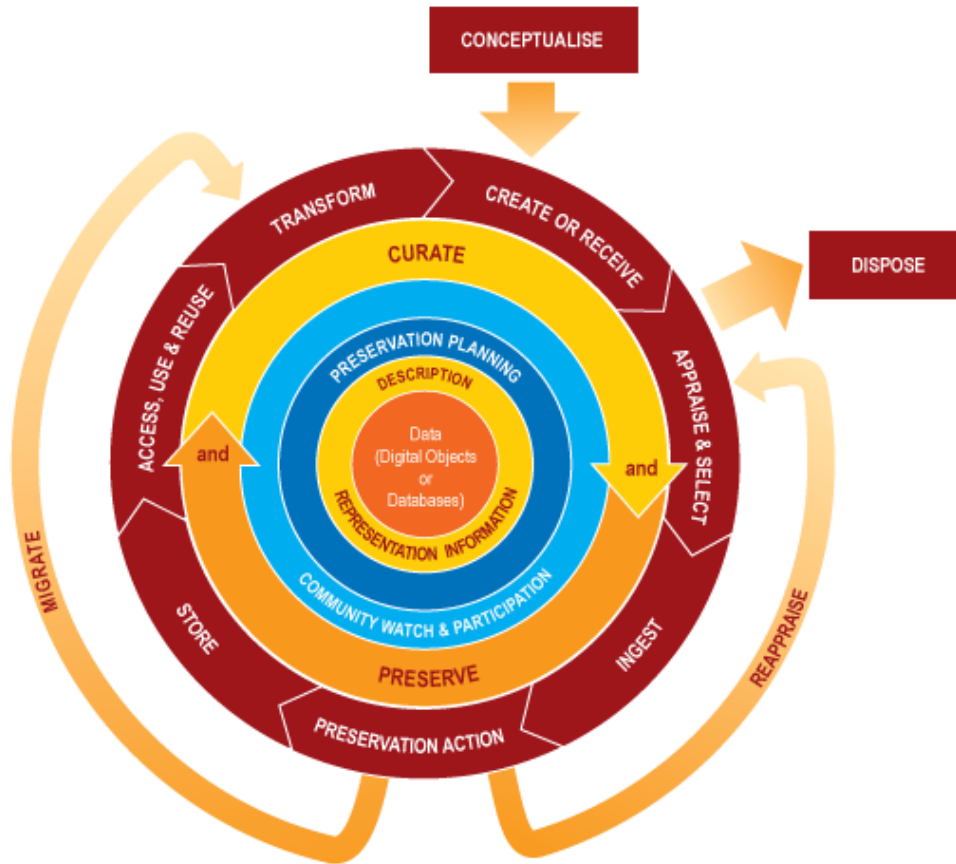 CONCEPTUALISE
TRANSFORM
CREATE OR RECEIVE
DISPOSE
CURATE
ACCESS, USE & REUSE
APPRAISE & SELECT
PRESERVATION PLANNING
DESCRIPTION
and
Data
(Digital Objects
or
Databases)
and
REPRESENTATION INFORMATION
COMMUNITY WATCH & PARTICIPATION
MIGRATE
STORE
INGEST
REAPPRAISE
PRESERVE
PRESERVATION ACTION